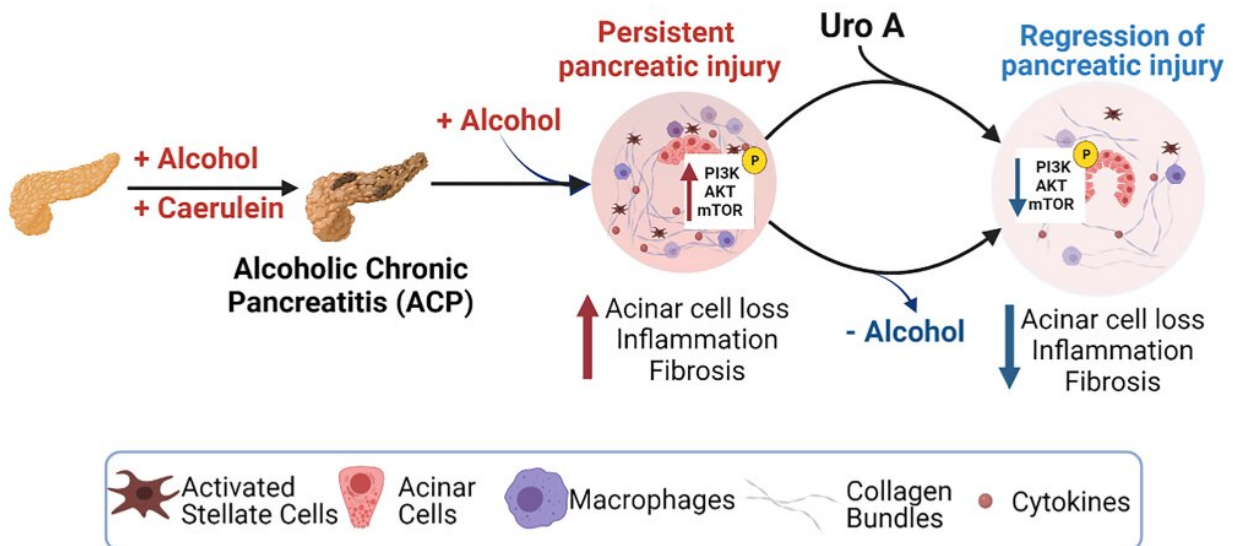 + Alcohol
+ Caerulein
Alcoholic Chronic
Pancreatitis (ACP)
+ Alcohol
Persistent
pancreatic injury
P
PI3K
AKT
mTOR
Acinar cell loss
Inflammation
Fibrosis
Uro A
- Alcohol
Regression of
pancreatic injury
P
PI3K
AKT
mTOR
Acinar cell loss
Inflammation
Fibrosis
Activated
Stellate Cells
Acinar
Cells
Macrophages
Collagen
Bundles
Cytokines